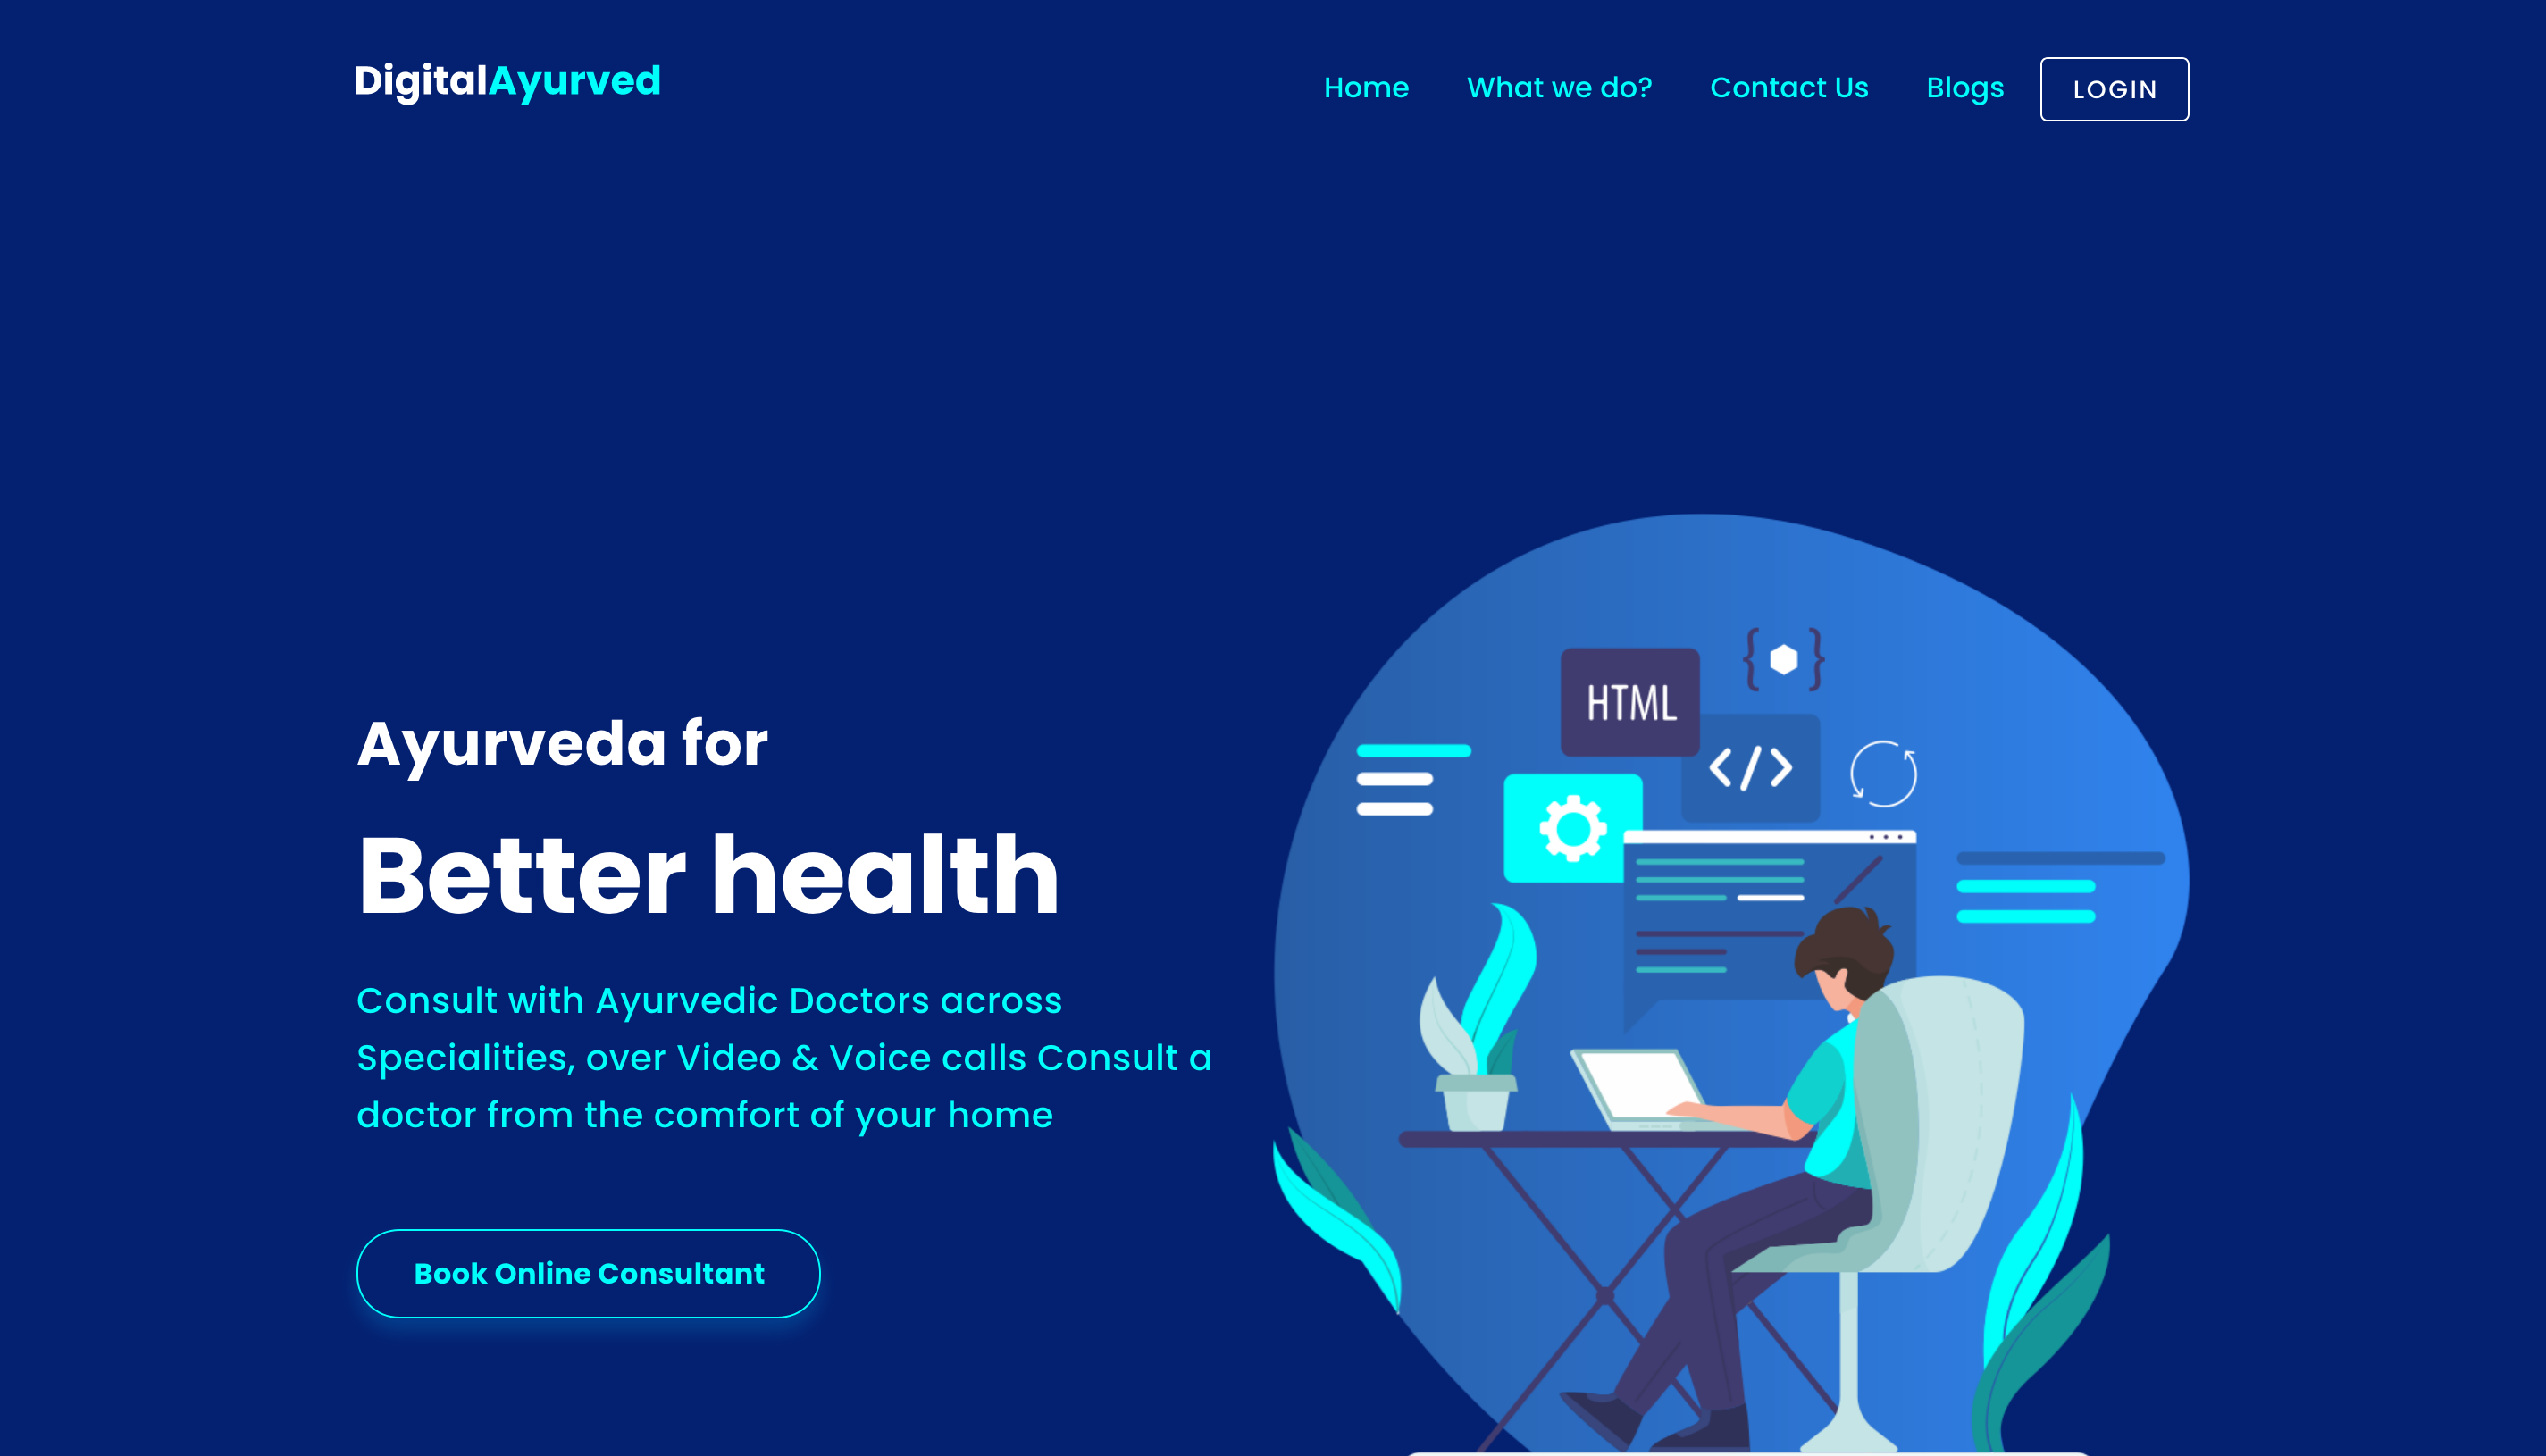 DigitalAyurved
Home What we do? Contact Us Blogs LOGIN
HTML
</>
Ayurveda for
Better health
Consult with Ayurvedic Doctors across
Specialities, over Video & Voice calls Consult a
doctor from the comfort of your home
Book Online Consultant